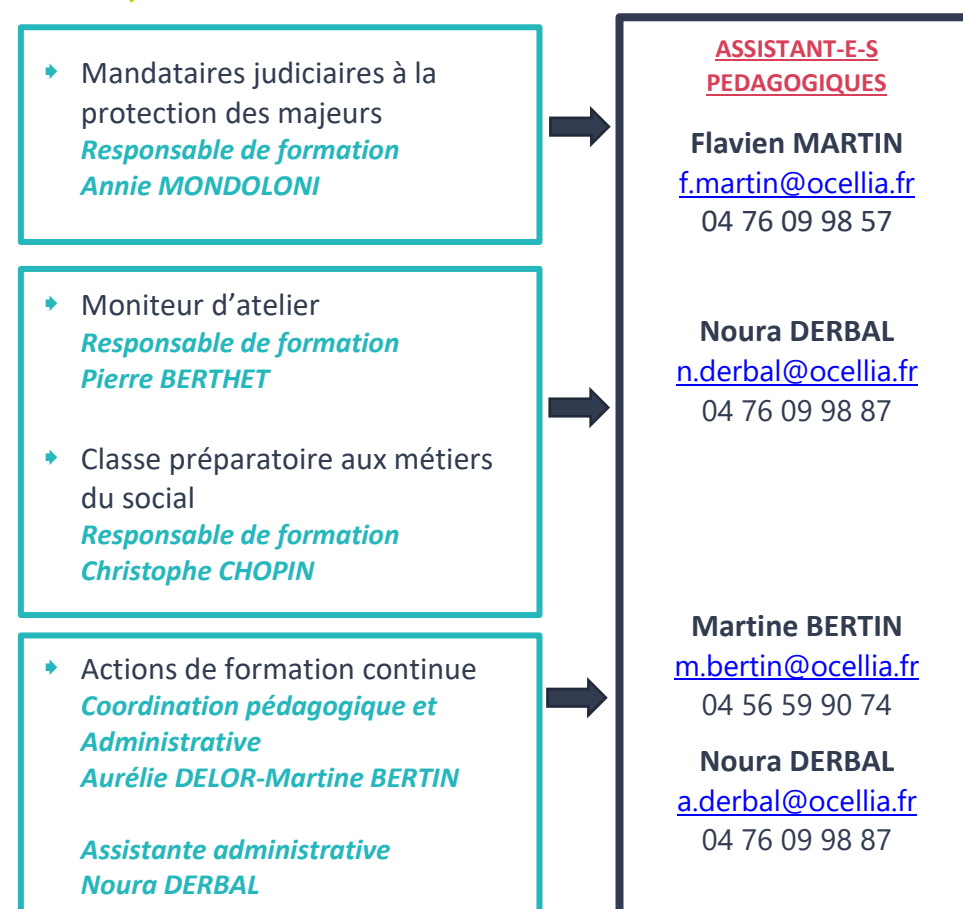 Mandataires judiciaires à la
protection des majeurs
Responsable de formation
Annie MONDOLONI
Moniteur d’atelier
Responsable de formation
Pierre BERTHET
Classe préparatoire aux métiers
du social
Responsable de formation
Christophe CHOPIN
Actions de formation continue
Coordination pédagogique et
Administrative
Aurélie DELOR-Martine BERTIN
Assistante administrative
Noura DERBAL
ASSISTANT-E-S
PEDAGOGIQUES
Flavien MARTIN
f.martin@ocellia.fr
04 76 09 98 57
Noura DERBAL
n.derbal@ocellia.fr
04 76 09 98 87
Martine BERTIN
m.bertin@ocellia.fr
04 56 59 90 74
Noura DERBAL
a.derbal@ocellia.fr
04 76 09 98 87